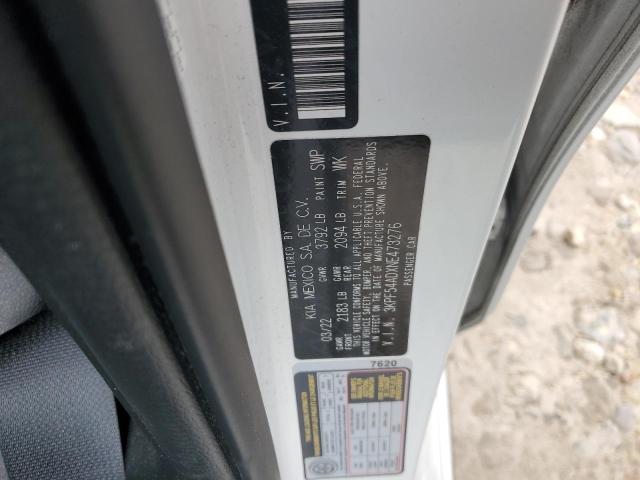 V.I.N.
MANUFACTURED BY
KIA MEXICO S.A. DE C.V.
03/22 GVWR 3792 LB PAINT SWP
GAWR FRONT 2183 LB GAWR REAR 2094 LB TRIM WK
THIS VEHICLE CONFORMS TO ALL APPLICABLE U.S.A. FEDERAL
MOTOR VEHICLE SAFETY, BUMPER, AND THEFT PREVENTION STANDARDS
IN EFFECT ON THE DATE OF MANUFACTURE SHOWN ABOVE.
V.I.N. 3KPF54ADXNE473276
PASSENGER CAR
7620